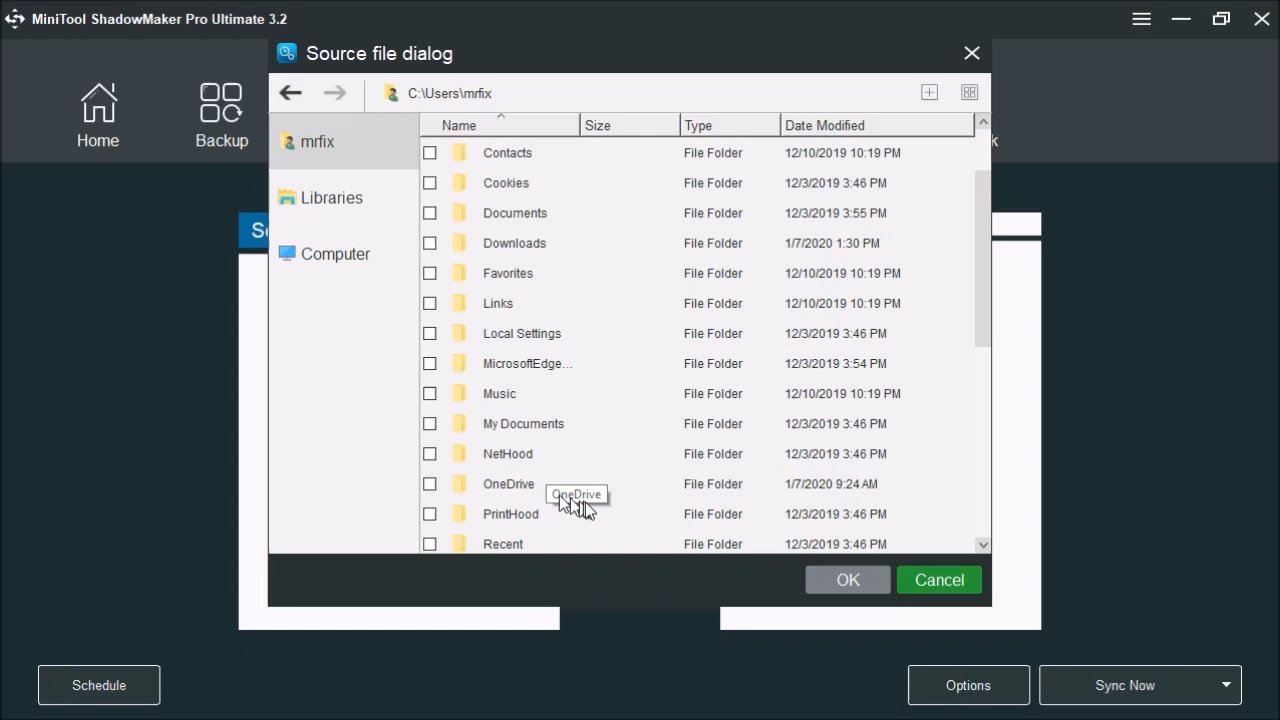 MiniTool ShadowMaker Pro Ultimate 3.2
Source file dialog
C:\Users\mrfix
Home
Backup
k
mrfix
Libraries
Computer
Name Size Type Date Modified
Contacts File Folder 12/10/2019 10:19 PM
Cookies File Folder 12/3/2019 3:46 PM
Documents File Folder 12/3/2019 3:55 PM
Downloads File Folder 1/7/2020 1:30 PM
Favorites File Folder 12/10/2019 10:19 PM
Links File Folder 12/10/2019 10:19 PM
Local Settings File Folder 12/3/2019 3:46 PM
MicrosoftEdge... File Folder 12/3/2019 3:54 PM
Music File Folder 12/10/2019 10:19 PM
My Documents File Folder 12/3/2019 3:46 PM
NetHood File Folder 12/3/2019 3:46 PM
OneDrive File Folder 1/7/2020 9:24 AM
OneDrive
PrintHood File Folder 12/3/2019 3:46 PM
Recent File Folder 12/3/2019 3:46 PM
OK Cancel
Schedule Options Sync Now